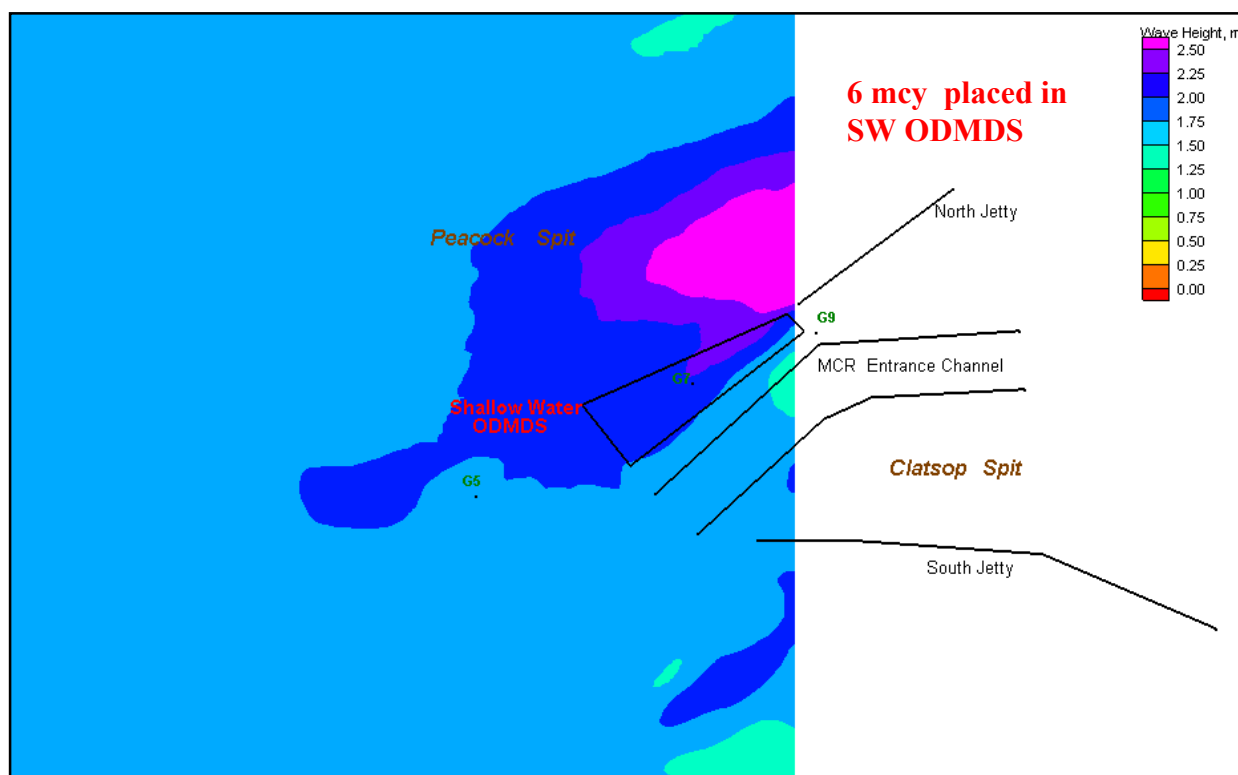 Wave Height, m
2.50
2.25
2.00
1.75
1.50
1.25
1.00
0.75
0.50
0.25
0.00
6 mcy placed in
SW ODMDS
North Jetty
Peacock Spit
G9
MCR Entrance Channel
G7
Shallow Water
ODMDS
Clatsop Spit
G5
South Jetty